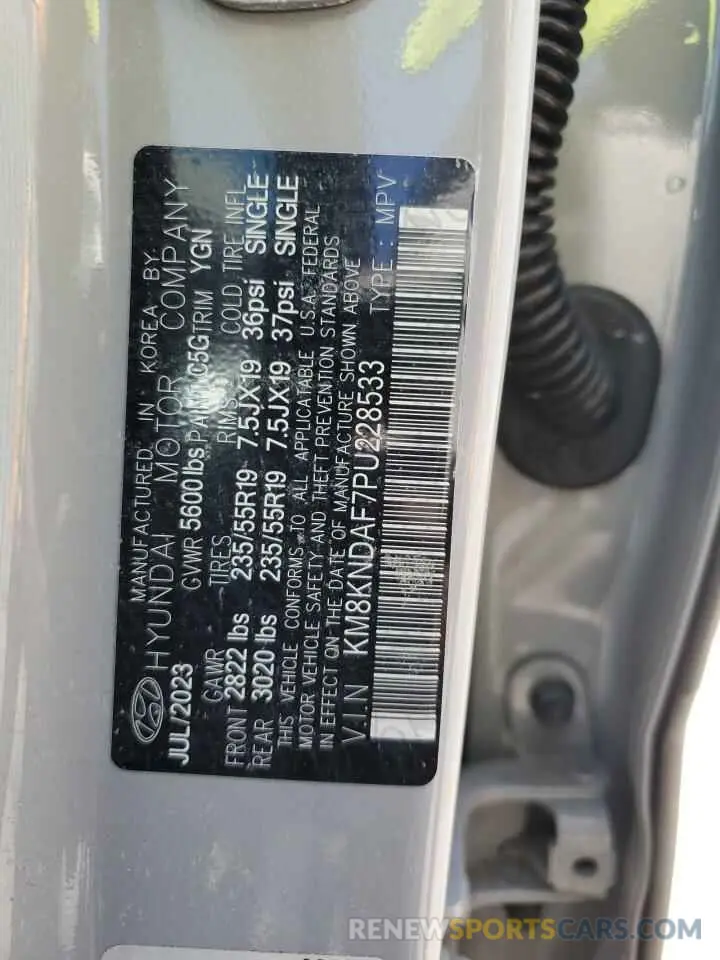 MANUFACTURED IN KOREA BY
HYUNDAI MOTOR COMPANY
JUL/2023 GVWR 5600 lbs PAINT C5G TRIM YGN
GAWR TIRES RIMS COLD TIRE INFL
FRONT 2822 lbs 235/55R19 7.5JX19 36psi SINGLE
REAR 3020 lbs 235/55R19 7.5JX19 37psi SINGLE
THIS VEHICLE CONFORMS TO ALL APPLICATABLE U.S.A. FEDERAL
MOTOR VEHICLE SAFETY AND THEFT PREVENTION STANDARDS
IN EFFECT ON THE DATE OF MANUFACTURE SHOWN ABOVE
V.I.N KM8KNDAF7PU228533 TYPE : MPV
RENEWSPORTSCARS.COM